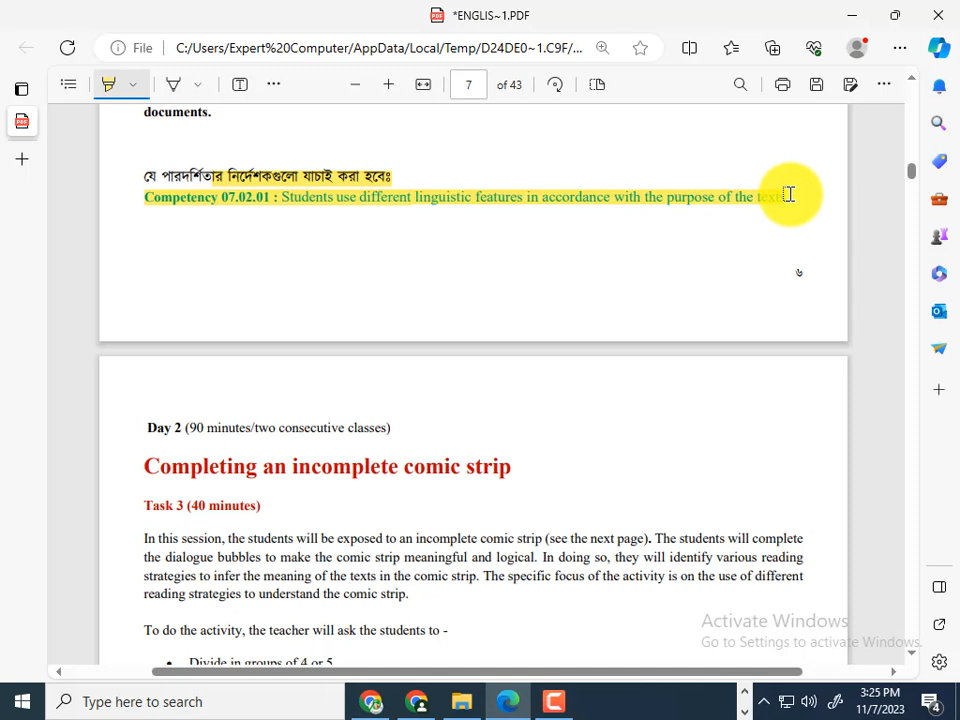 *ENGLIS~1.PDF
File C:/Users/Expert%20Computer/AppData/Local/Temp/D24DE0~1.C9F/...
7 of 43
documents.
যে পারদর্শিতার নির্দেশকগুলো যাচাই করা হবেঃ
Competency 07.02.01 : Students use different linguistic features in accordance with the purpose of the texts
৬
Day 2 (90 minutes/two consecutive classes)
Completing an incomplete comic strip
Task 3 (40 minutes)
In this session, the students will be exposed to an incomplete comic strip (see the next page). The students will complete
the dialogue bubbles to make the comic strip meaningful and logical. In doing so, they will identify various reading
strategies to infer the meaning of the texts in the comic strip. The specific focus of the activity is on the use of different
reading strategies to understand the comic strip.
To do the activity, the teacher will ask the students to -
• Divide in groups of 4 or 5
Activate Windows
Go to Settings to activate Windows.
Type here to search
3:25 PM
11/7/2023
4